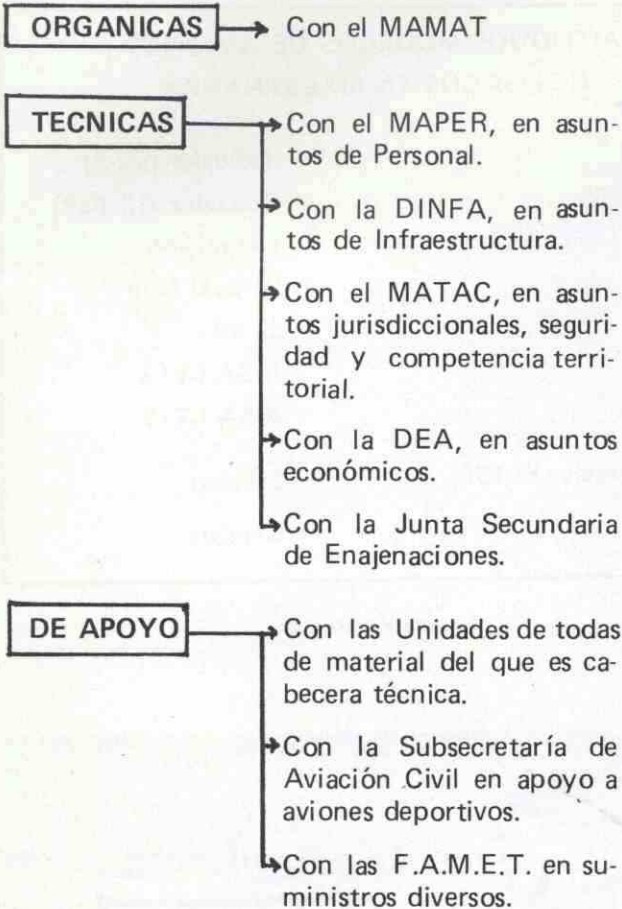 ORGANICAS Con el MAMAT
TECNICAS Con el MAPER, en asun-
tos de Personal.
Con la DINFA, en asun-
tos de Infraestructura.
Con el MATAC, en asun-
tos jurisdiccionales, seguri-
dad y competencia terri-
torial.
Con la DEA, en asuntos
económicos.
Con la Junta Secundaria
de Enajenaciones.
DE APOYO Con las Unidades de todas
de material del que es ca-
becera técnica.
Con la Subsecretaría de
Aviación Civil en apoyo a
aviones deportivos.
Con las F.A.M.E.T. en su-
ministros diversos.